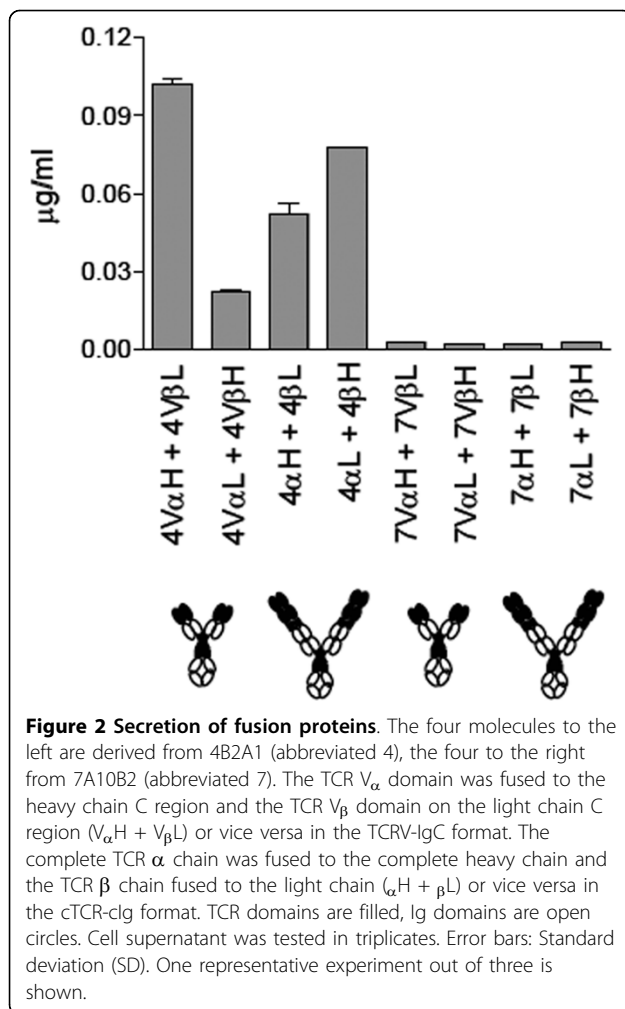 0.12
0.09
0.06
0.03
0.00
µg/ml
4VαH + 4VβL
4VαL + 4VβH
4αH + 4βL
4αL + 4βH
7VαH + 7VβL
7VαL + 7VβH
7αH + 7βL
7αL + 7βH
Figure 2 Secretion of fusion proteins. The four molecules to the
left are derived from 4B2A1 (abbreviated 4), the four to the right
from 7A10B2 (abbreviated 7). The TCR Vα domain was fused to the
heavy chain C region and the TCR Vβ domain on the light chain C
region (VαH + VβL) or vice versa in the TCRV-IgC format. The
complete TCR α chain was fused to the complete heavy chain and
the TCR β chain fused to the light chain (αH + βL) or vice versa in
the cTCR-cIg format. TCR domains are filled, Ig domains are open
circles. Cell supernatant was tested in triplicates. Error bars: Standard
deviation (SD). One representative experiment out of three is
shown.